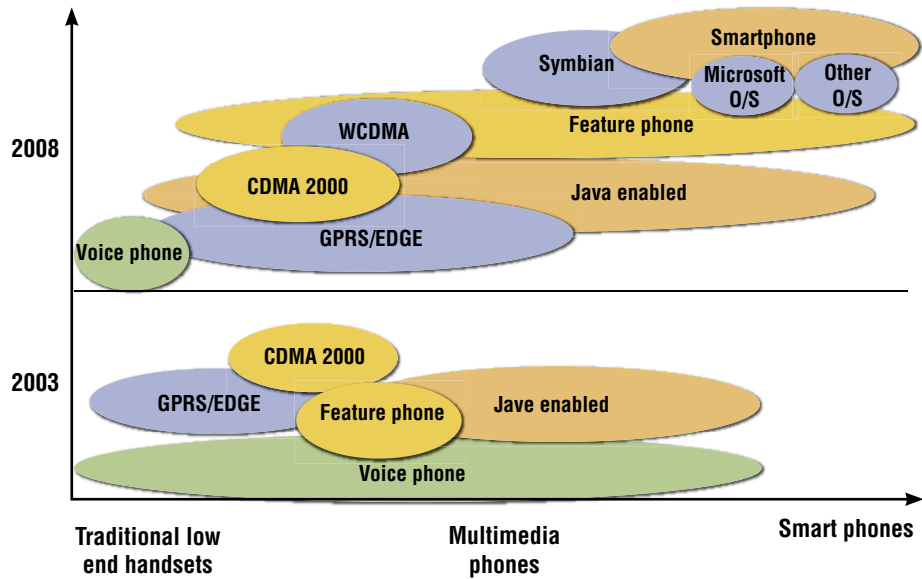 Smartphone
Symbian
Microsoft
O/S
Other
O/S
Feature phone
WCDMA
2008
CDMA 2000
Java enabled
GPRS/EDGE
Voice phone
CDMA 2000
2003
GPRS/EDGE
Feature phone
Jave enabled
Voice phone
Traditional low
end handsets
Multimedia
phones
Smart phones